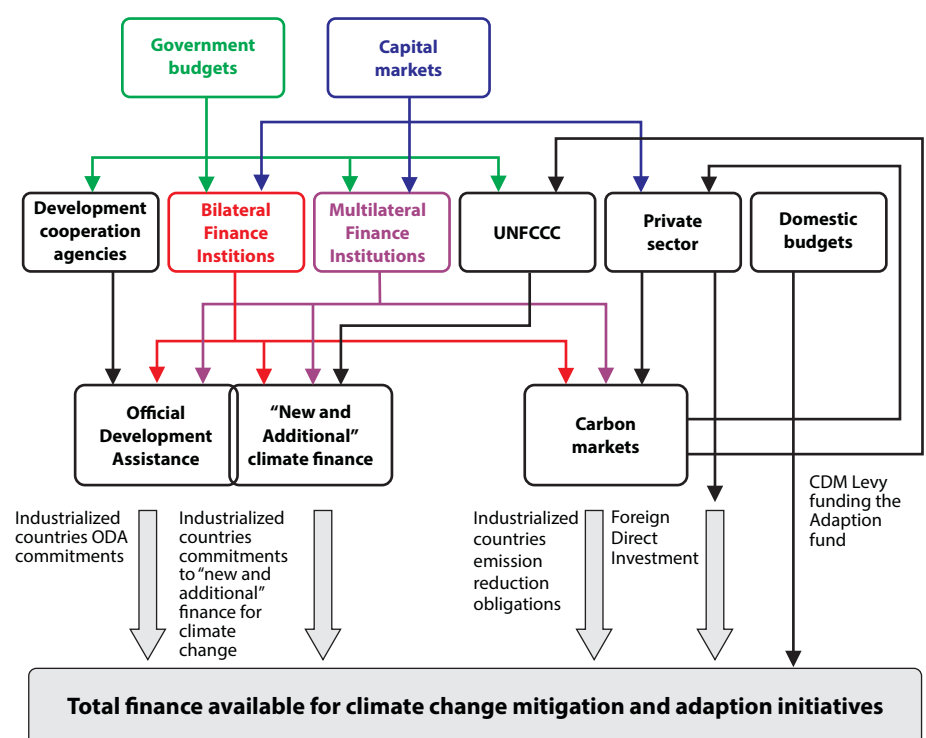 Government
budgets
Capital
markets
Development
cooperation
agencies
Bilateral
Finance
Institions
Multilateral
Finance
Institutions
UNFCCC
Private
sector
Domestic
budgets
Official
Development
Assistance
“New and
Additional”
climate finance
Carbon
markets
Industrialized
countries ODA
commitments
Industrialized
countries
commitments
to “new and
additional”
finance for
climate
change
Industrialized
countries
emission
reduction
obligations
Foreign
Direct
Investment
CDM Levy
funding the
Adaption
fund
Total finance available for climate change mitigation and adaption initiatives